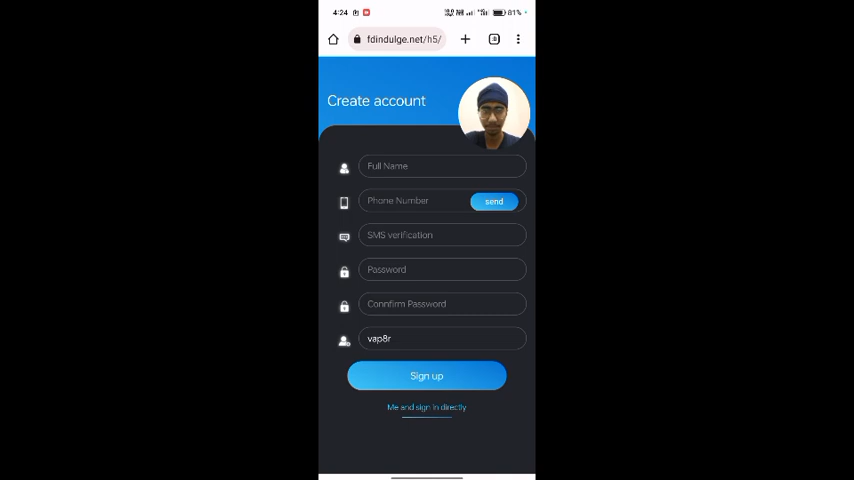 4:24
81%
fdindulge.net/h5/
Create account
Full Name
Phone Number
send
SMS verification
Password
Connfirm Password
vap8r
Sign up
Me and sign in directly